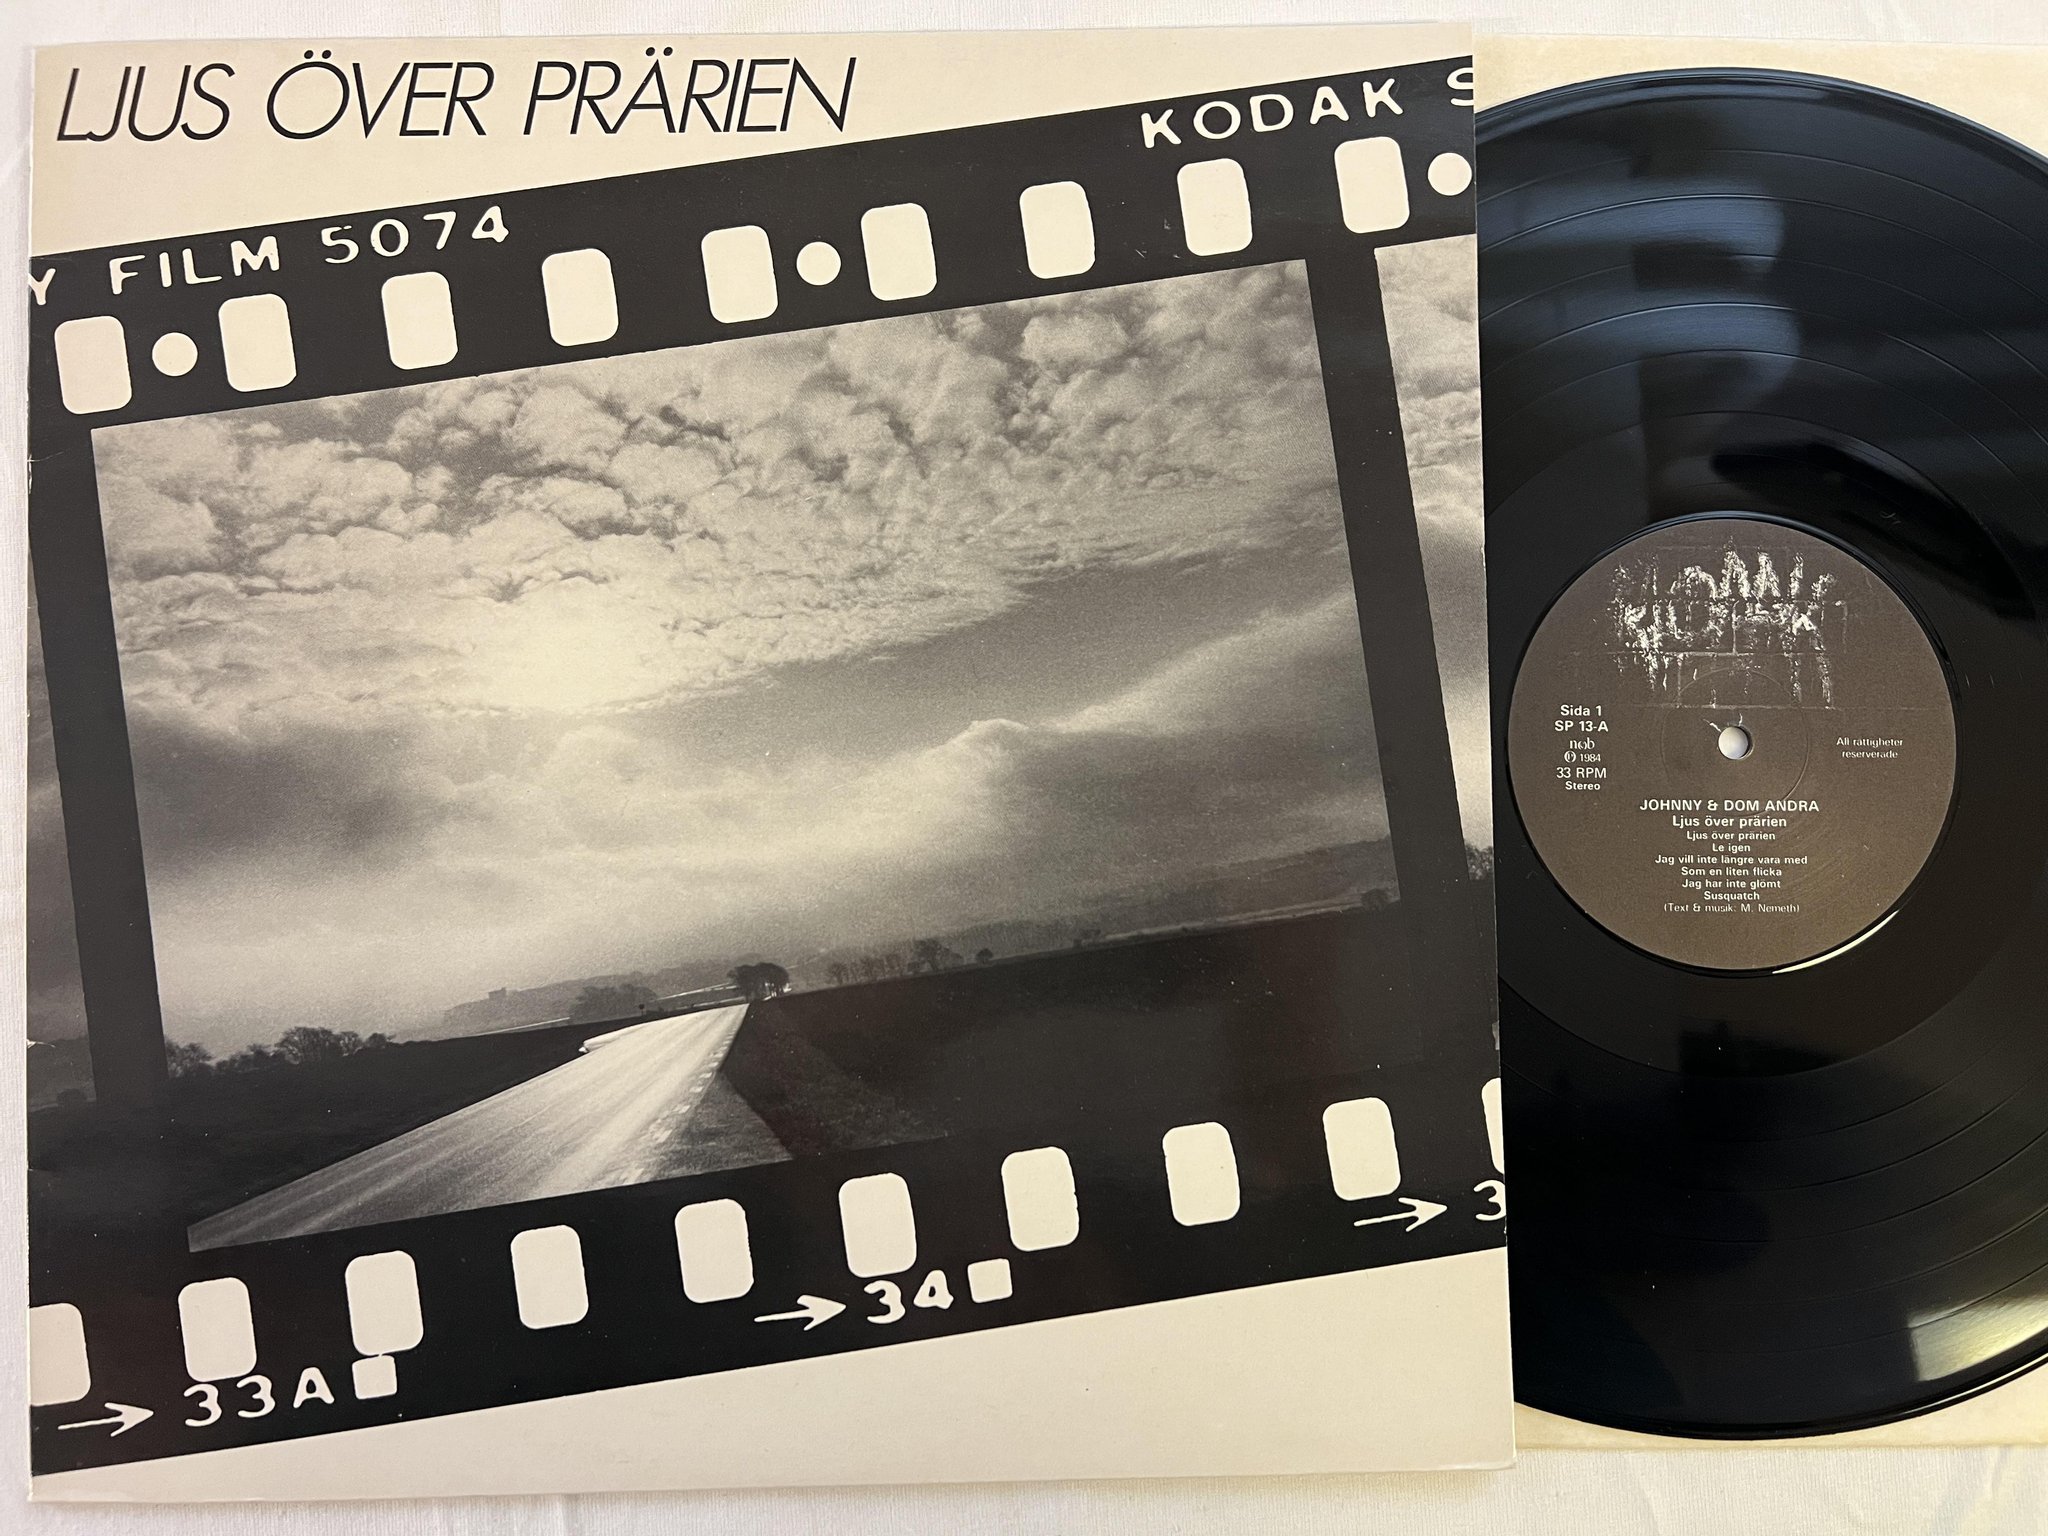 LJUS ÖVER PRÄRIEN
KODAK S
Y FILM 5074
→ 33A
→ 34
→ 3
Sida 1
SP 13-A
ncb
Ⓟ 1984
33 RPM
Stereo
All rättigheter
reserverade
JOHNNY & DOM ANDRA
Ljus över prärien
Ljus över prärien
Le igen
Jag vill inte längre vara med
Som en liten flicka
Jag har inte glömt
Susquatch
(Text & musik: M. Nemeth)